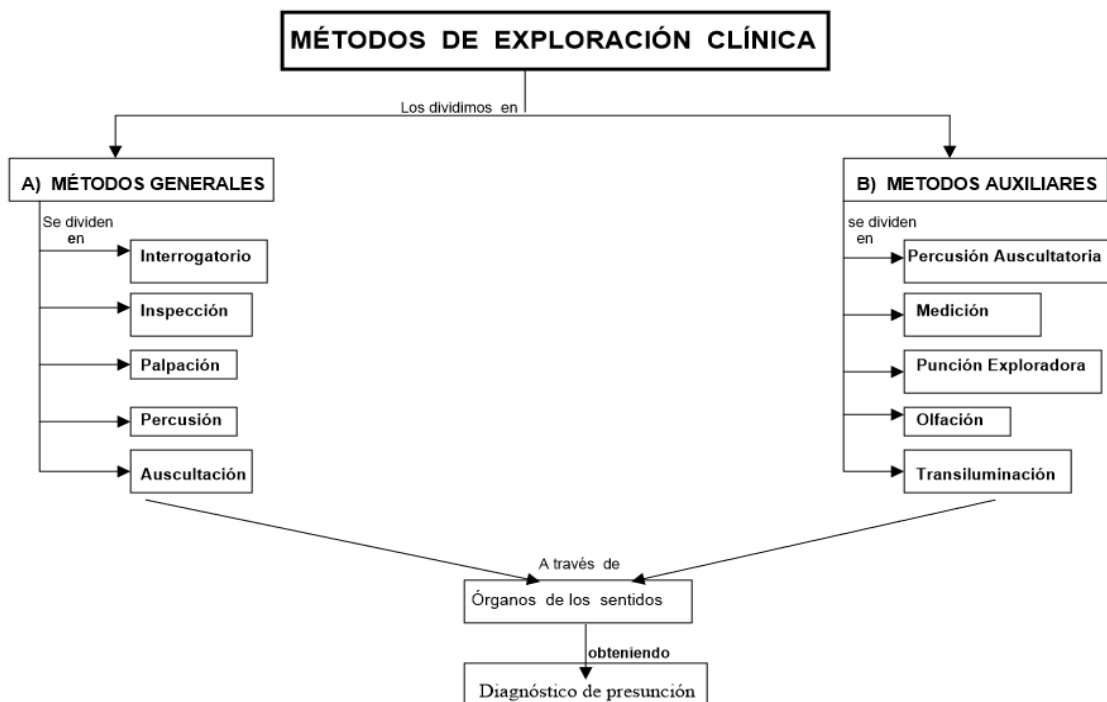 MÉTODOS DE EXPLORACIÓN CLÍNICA
Los dividimos en
A) MÉTODOS GENERALES
Se dividen
en
Interrogatorio
Inspección
Palpación
Percusión
Auscultación
B) METODOS AUXILIARES
se dividen
en
Percusión Auscultatoria
Medición
Punción Exploradora
Olfación
Transiluminación
A través de
Órganos de los sentidos
obteniendo
Diagnóstico de presunción